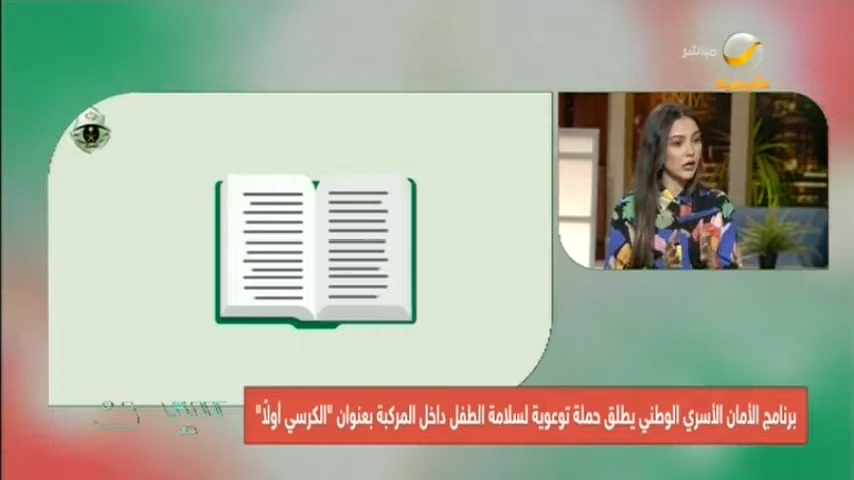 مباشر
برنامج الأمان الأسري الوطني يطلق حملة توعوية لسلامة الطفل داخل المركبة بعنوان "الكرسي أولاً"